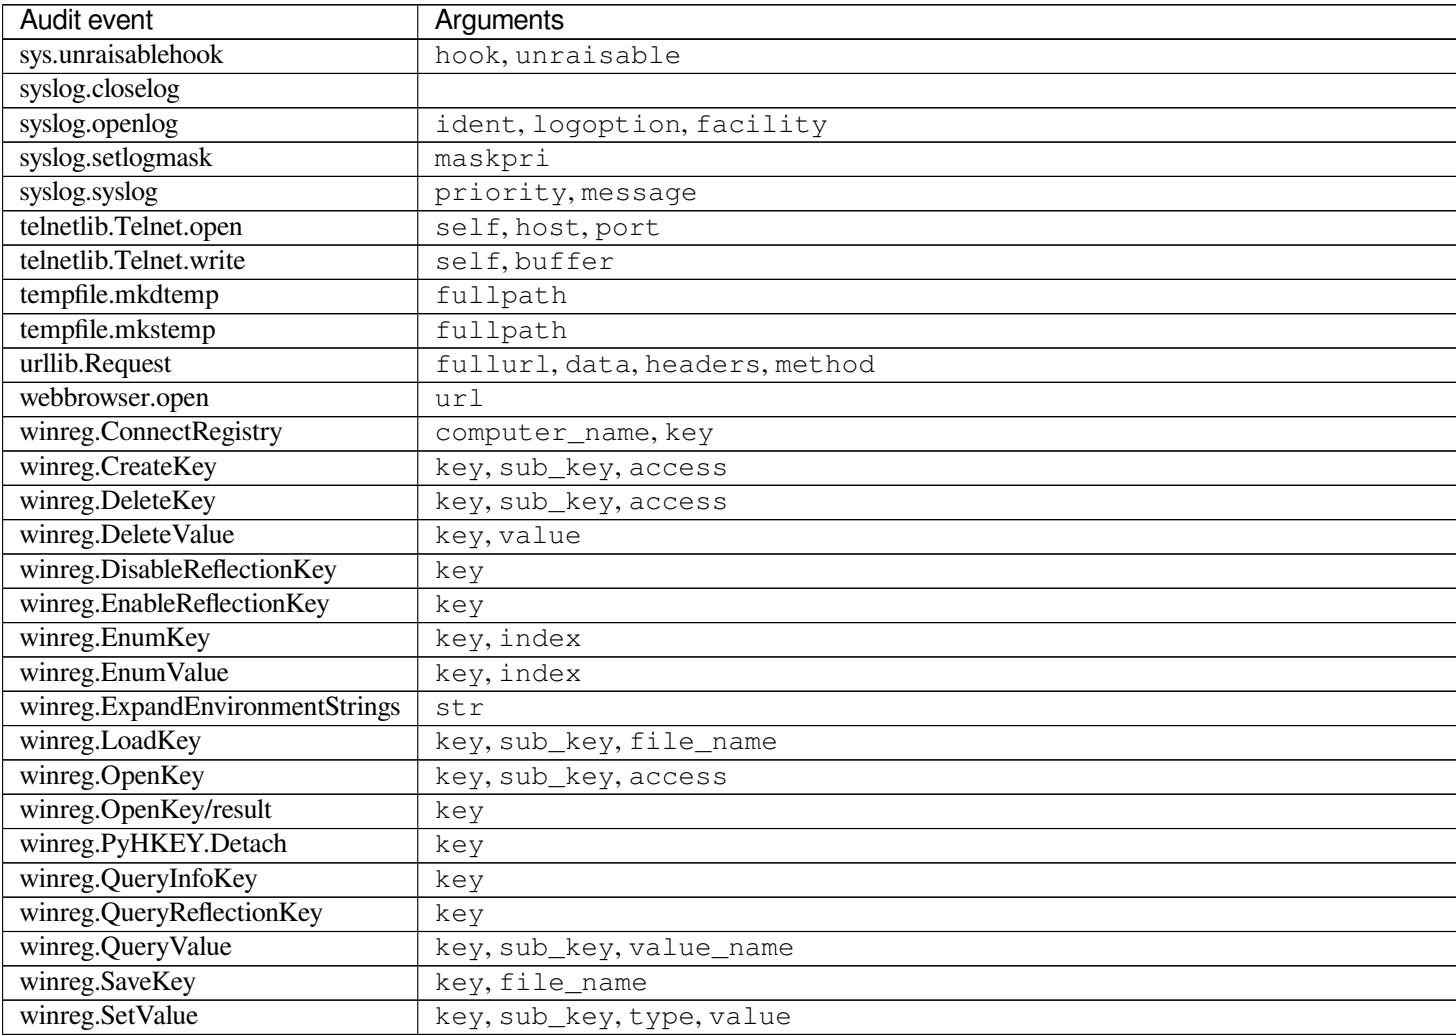 Audit event Arguments
sys.unraisablehook hook, unraisable
syslog.closelog
syslog.openlog ident, logoption, facility
syslog.setlogmask maskpri
syslog.syslog priority, message
telnetlib.Telnet.open self, host, port
telnetlib.Telnet.write self, buffer
tempfile.mkdtemp fullpath
tempfile.mkstemp fullpath
urllib.Request fullurl, data, headers, method
webbrowser.open url
winreg.ConnectRegistry computer_name, key
winreg.CreateKey key, sub_key, access
winreg.DeleteKey key, sub_key, access
winreg.DeleteValue key, value
winreg.DisableReflectionKey key
winreg.EnableReflectionKey key
winreg.EnumKey key, index
winreg.EnumValue key, index
winreg.ExpandEnvironmentStrings str
winreg.LoadKey key, sub_key, file_name
winreg.OpenKey key, sub_key, access
winreg.OpenKey/result key
winreg.PyHKEY.Detach key
winreg.QueryInfoKey key
winreg.QueryReflectionKey key
winreg.QueryValue key, sub_key, value_name
winreg.SaveKey key, file_name
winreg.SetValue key, sub_key, type, value